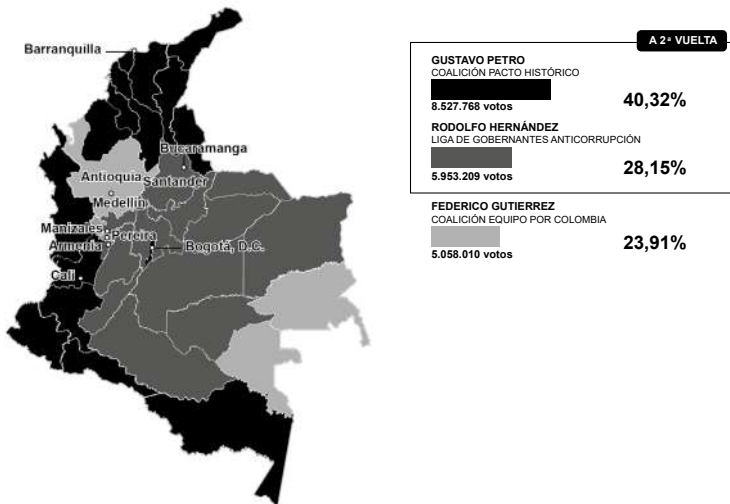 Barranquilla
Bucaramanga
Antioquia
Santander
Medellín
Manizales
Pereira
Armenia
Bogotá, D.C.
Cali
A 2ª VUELTA
GUSTAVO PETRO
COALICIÓN PACTO HISTÓRICO
8.527.768 votos
40,32%
RODOLFO HERNÁNDEZ
LIGA DE GOBERNANTES ANTICORRUPCIÓN
5.953.209 votos
28,15%
FEDERICO GUTIERREZ
COALICIÓN EQUIPO POR COLOMBIA
5.058.010 votos
23,91%